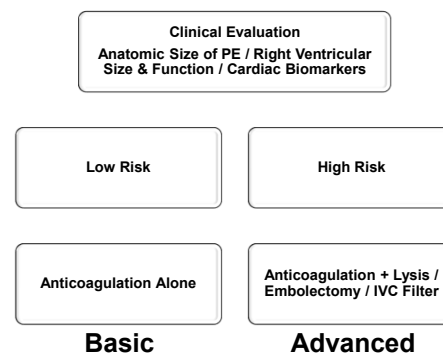 Clinical Evaluation
Anatomic Size of PE / Right Ventricular
Size & Function / Cardiac Biomarkers
Low Risk
High Risk
Anticoagulation Alone
Anticoagulation + Lysis /
Embolectomy / IVC Filter
Basic
Advanced